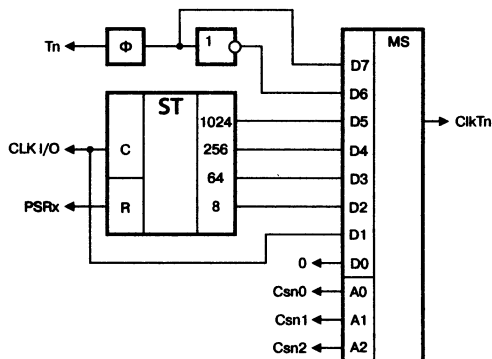 MS
Tn Φ 1 D7
D6
ST
1024 D5 ClkTn
CLK I/O C 256 D4
64 D3
PSRx R 8 D2
D1
0 D0
Csn0 A0
Csn1 A1
Csn2 A2